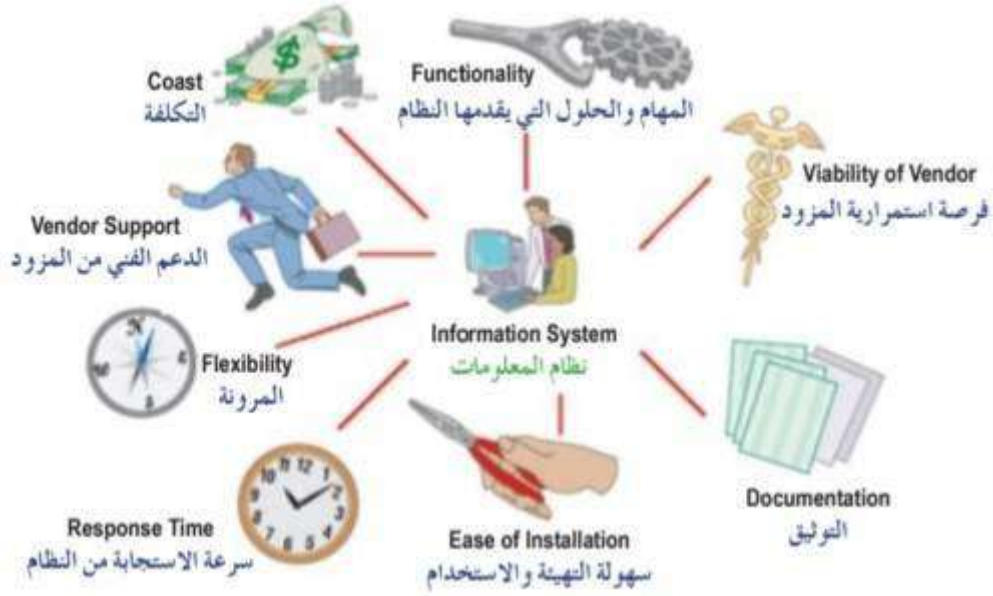 Coast
التكلفة
Functionality
المهام والحلول التي يقدمها النظام
Viability of Vendor
فرصة استمرارية المزود
Vendor Support
الدعم الفني من المزود
Information System
نظام المعلومات
Flexibility
المرونة
Documentation
التوثيق
Response Time
سرعة الاستجابة من النظام
Ease of Installation
سهولة التهيئة والاستخدام